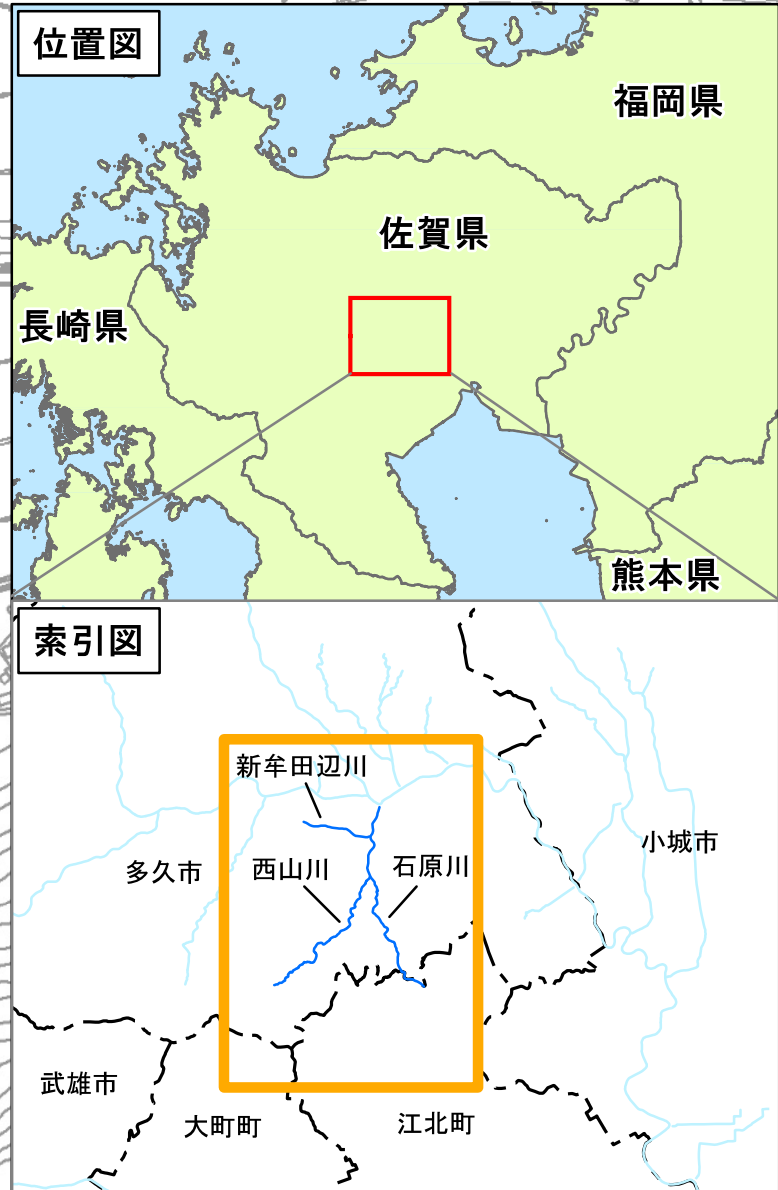 位置図
福岡県
佐賀県
長崎県
熊本県
索引図
新牟田辺川
小城市
多久市
西山川
石原川
武雄市
大町町
江北町